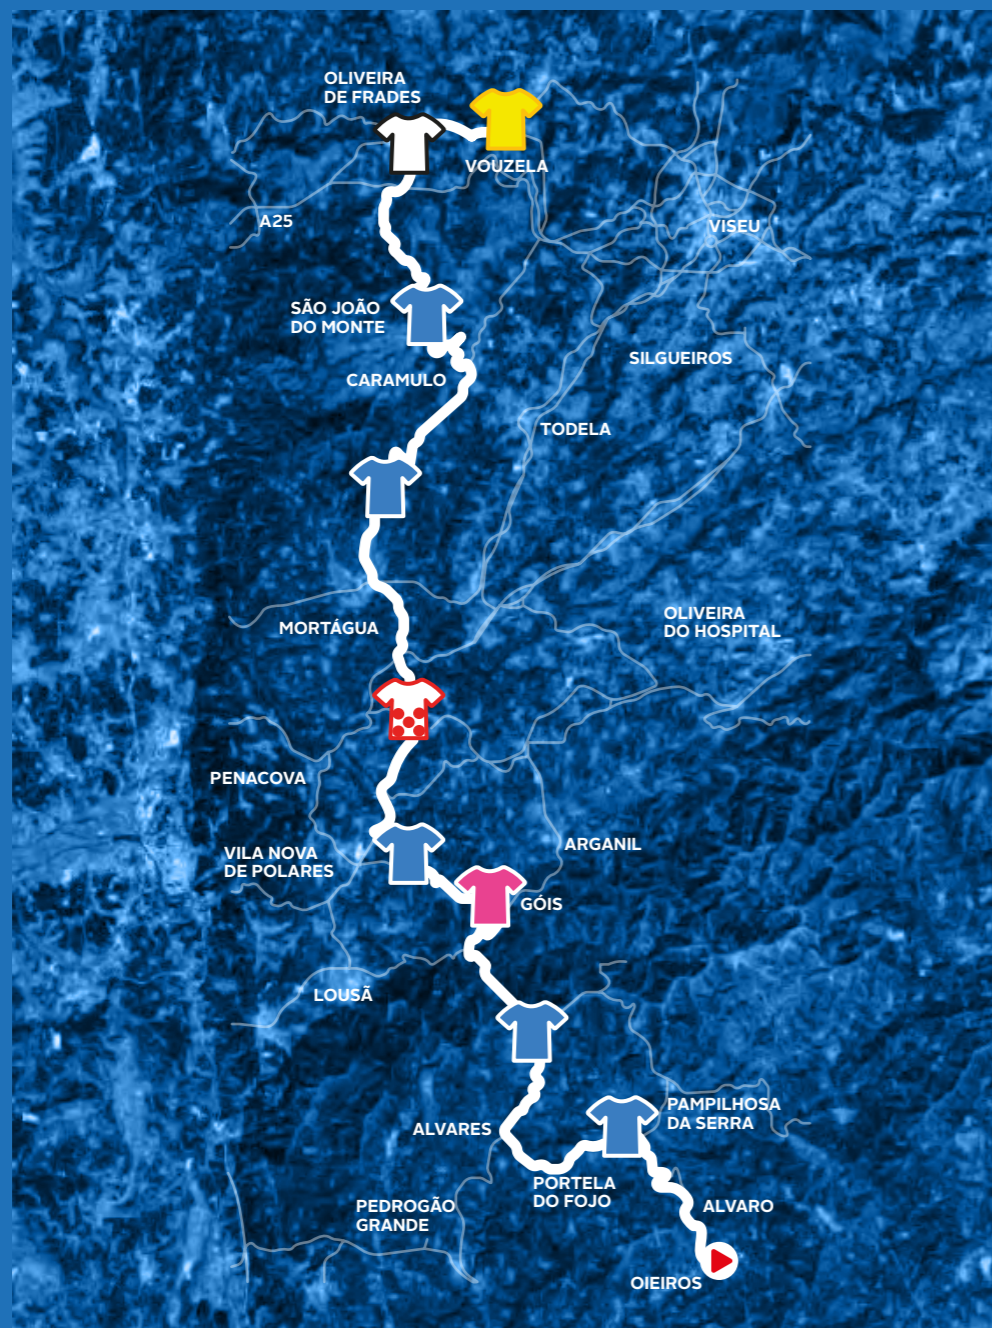 OLIVEIRA
DE FRADES
VOUZELA
A25
VISEU
SÃO JOÃO
DO MONTE
SILGUEIROS
CARAMULO
TODELA
OLIVEIRA
DO HOSPITAL
MORTÁGUA
PENACOVA
ARGANIL
VILA NOVA
DE POLARES
GÓIS
LOUSÃ
PAMPILHOSA
DA SERRA
ALVARES
PORTELA
DO FOJO
PEDROGÃO
GRANDE
ALVARO
OIEIROS